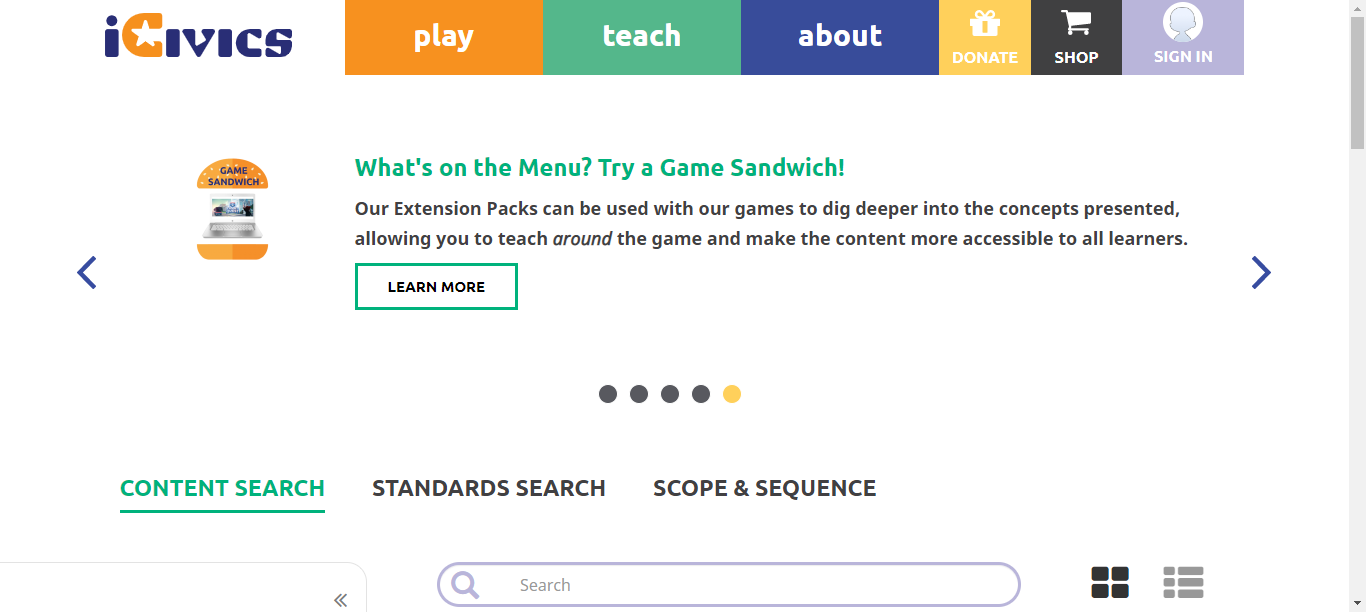 iCivics
play
teach
about
DONATE
SHOP
SIGN IN
GAME
SANDWICH
What's on the Menu? Try a Game Sandwich!
Our Extension Packs can be used with our games to dig deeper into the concepts presented,
allowing you to teach around the game and make the content more accessible to all learners.
LEARN MORE
CONTENT SEARCH
STANDARDS SEARCH
SCOPE & SEQUENCE
Search